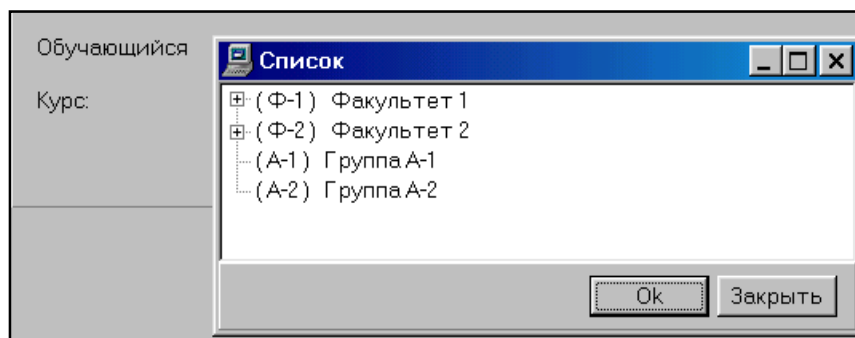 Обучающийся
Курс:
Список
(Ф-1) Факультет 1
(Ф-2) Факультет 2
(А-1) Группа А-1
(А-2) Группа А-2
Ok
Закрыть